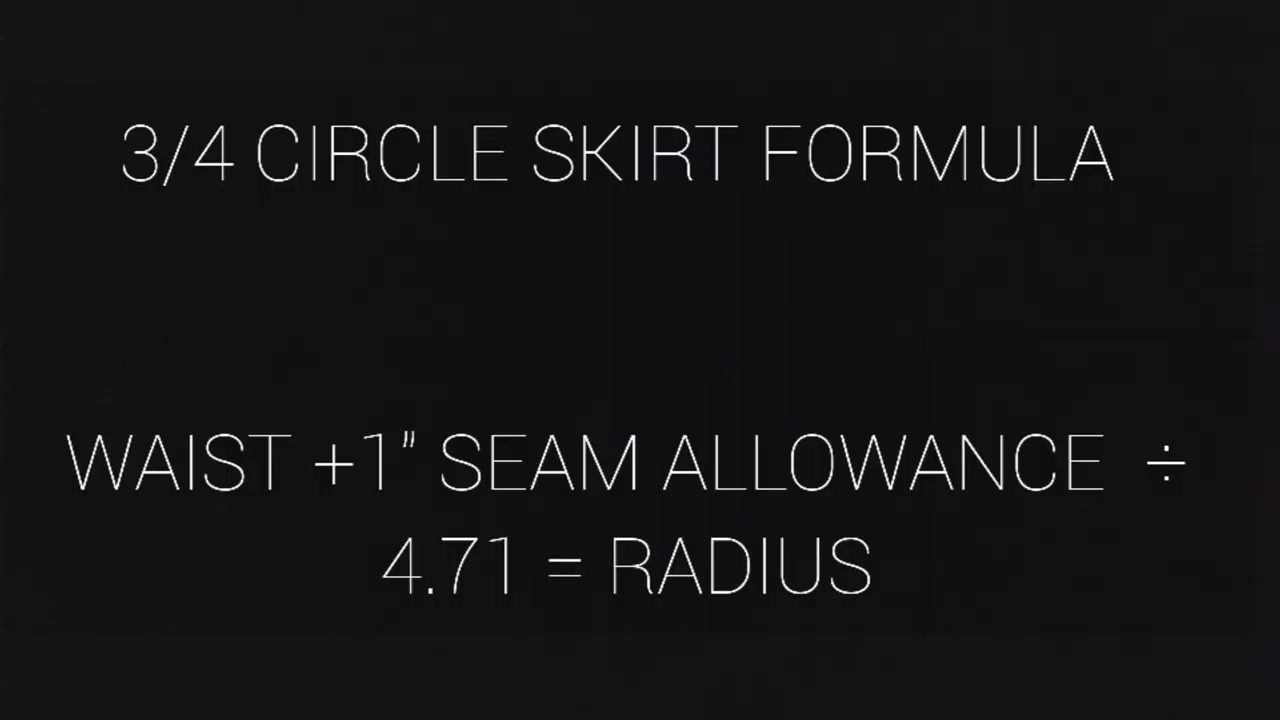 3/4 CIRCLE SKIRT FORMULA
WAIST +1" SEAM ALLOWANCE ÷
4.71 = RADIUS